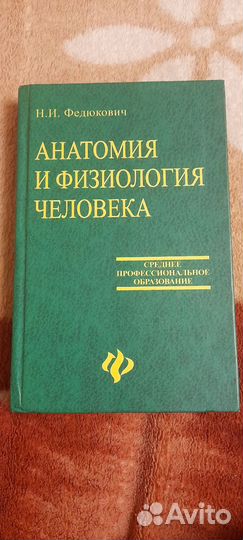 Н.И. Федюкович
АНАТОМИЯ
И ФИЗИОЛОГИЯ
ЧЕЛОВЕКА
СРЕДНЕЕ
ПРОФЕССИОНАЛЬНОЕ
ОБРАЗОВАНИЕ
Avito